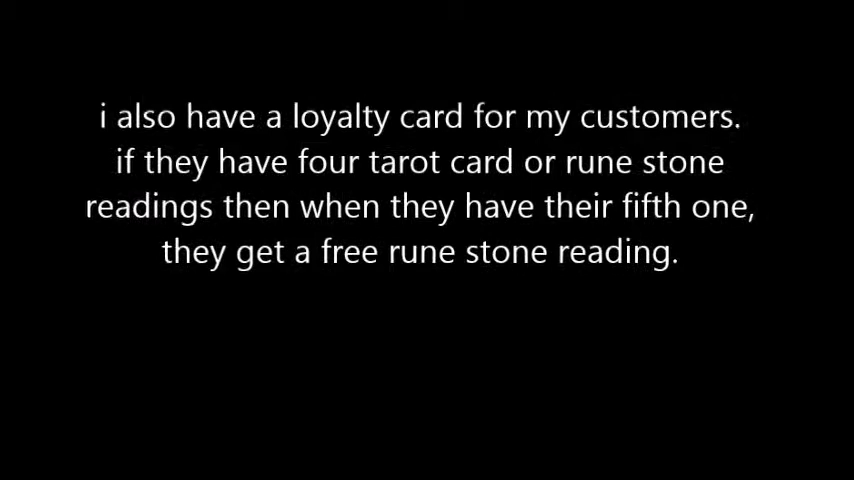 i also have a loyalty card for my customers.
if they have four tarot card or rune stone
readings then when they have their fifth one,
they get a free rune stone reading.